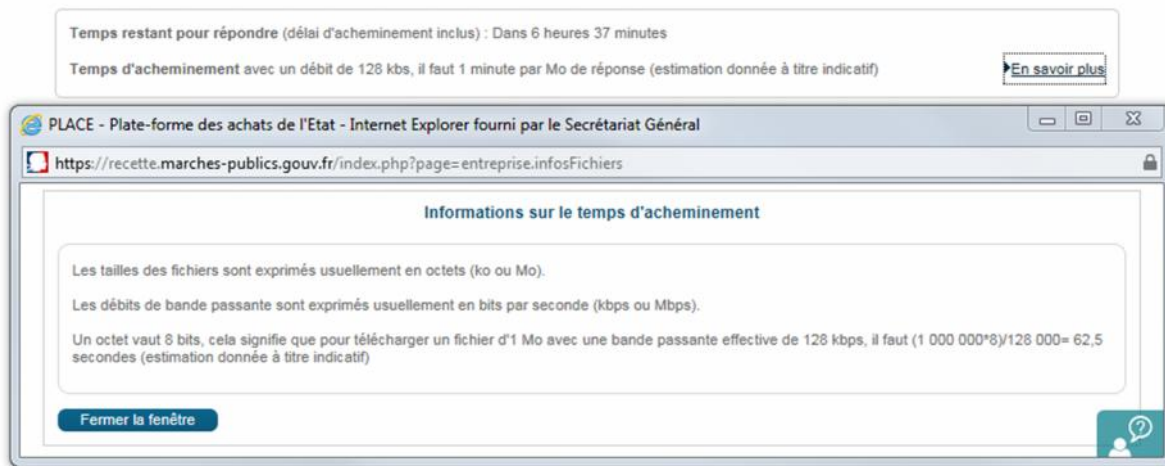 Temps restant pour répondre (délai d'acheminement inclus) : Dans 6 heures 37 minutes
Temps d'acheminement avec un débit de 128 kbs, il faut 1 minute par Mo de réponse (estimation donnée à titre indicatif)
En savoir plus
PLACE - Plate-forme des achats de l'Etat - Internet Explorer fourni par le Secrétariat Général
https://recette.marches-publics.gouv.fr/index.php?page=entreprise.infosFichiers
Informations sur le temps d'acheminement
Les tailles des fichiers sont exprimés usuellement en octets (ko ou Mo).
Les débits de bande passante sont exprimés usuellement en bits par seconde (kbps ou Mbps).
Un octet vaut 8 bits, cela signifie que pour télécharger un fichier d'1 Mo avec une bande passante effective de 128 kbps, il faut (1 000 000*8)/128 000= 62,5
secondes (estimation donnée à titre indicatif)
Fermer la fenêtre